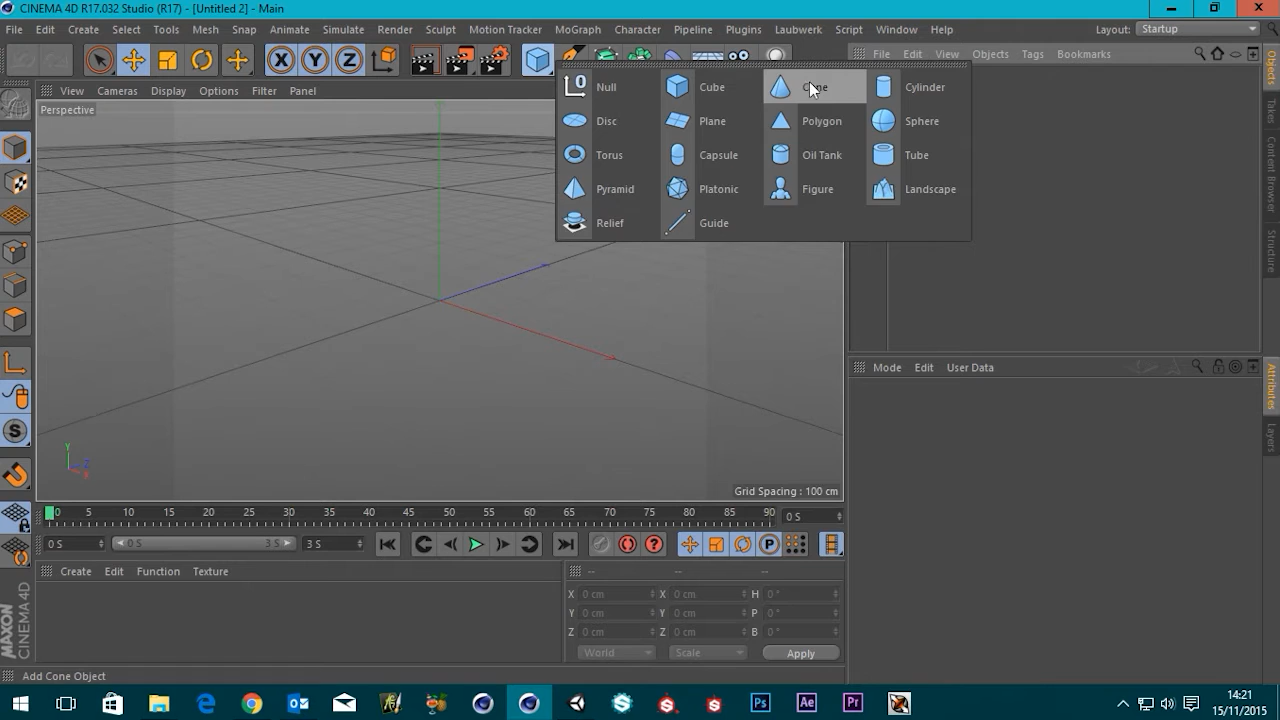 CINEMA 4D R17.032 Studio (R17) - [Untitled 2] - Main
File Edit Create Select Tools Mesh Snap Animate Simulate Render Sculpt Motion Tracker MoGraph Character Pipeline Plugins Laubwerk Script Window Help Layout: Startup
X Y Z
File Edit View Objects Tags Bookmarks
View Cameras Display Options Filter Panel
Perspective
Null Cube Cone Cylinder
Disc Plane Polygon Sphere
Torus Capsule Oil Tank Tube
Pyramid Platonic Figure Landscape
Relief Guide
Objects
Mode Edit User Data
Attributes
Layers
Y
Z
X
Grid Spacing : 100 cm
0 5 10 15 20 25 30 35 40 45 50 55 60 65 70 75 80 85 90 0 S
0 S 0 S 3 S 3 S
Create Edit Function Texture
-- -- --
X 0 cm X 0 cm H 0 °
Y 0 cm Y 0 cm P 0 °
Z 0 cm Z 0 cm B 0 °
World Scale Apply
MAXON
CINEMA 4D
Add Cone Object
14:21
15/11/2015